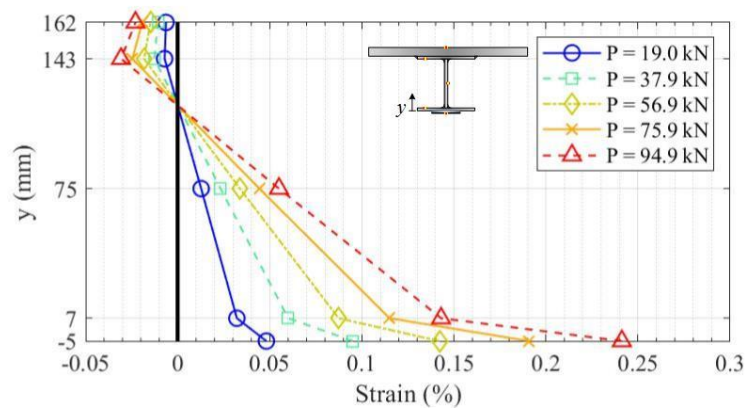 162
143
75
7
-5
y (mm)
-0.05 0 0.05 0.1 0.15 0.2 0.25 0.3
Strain (%)
y
P = 19.0 kN
P = 37.9 kN
P = 56.9 kN
P = 75.9 kN
P = 94.9 kN